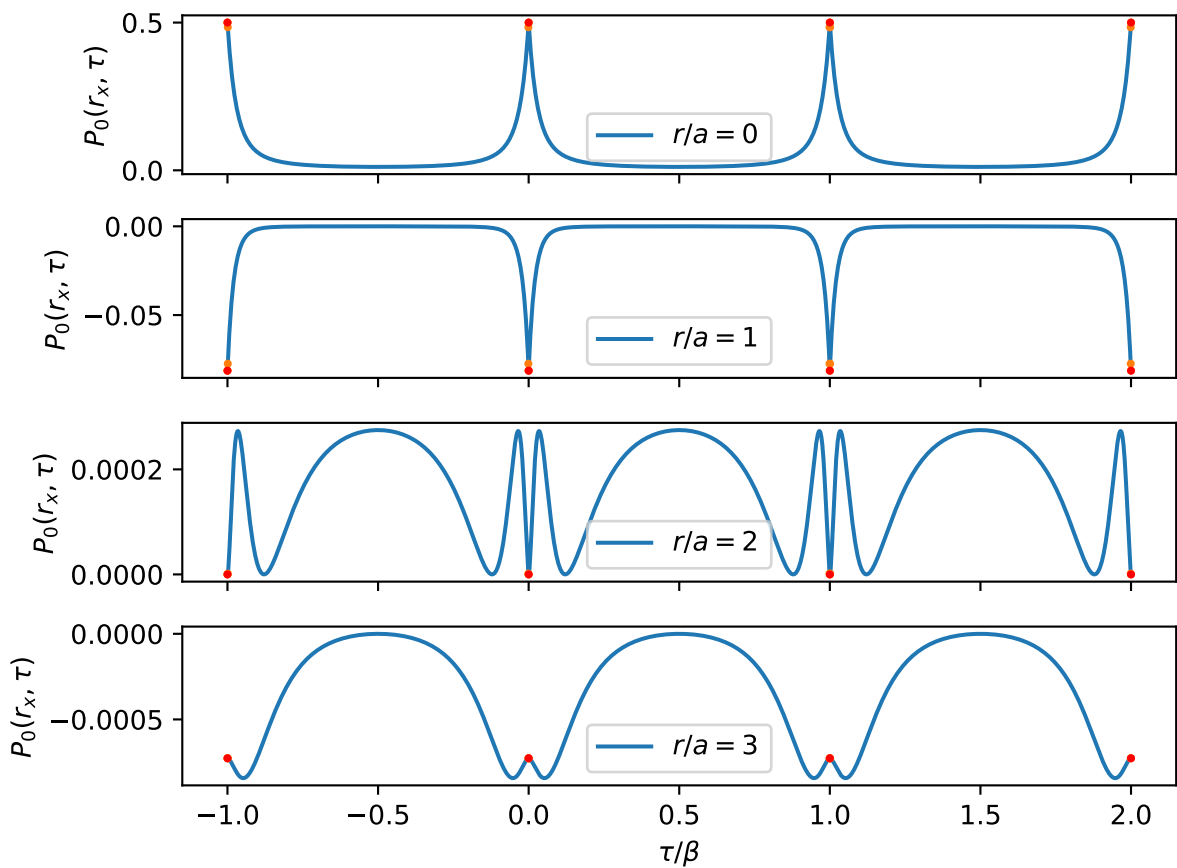 0.5
0.0
P₀(rₓ, τ)
r/a = 0
0.00
−0.05
P₀(rₓ, τ)
r/a = 1
0.0002
0.0000
P₀(rₓ, τ)
r/a = 2
0.0000
−0.0005
P₀(rₓ, τ)
r/a = 3
−1.0 −0.5 0.0 0.5 1.0 1.5 2.0
τ/β